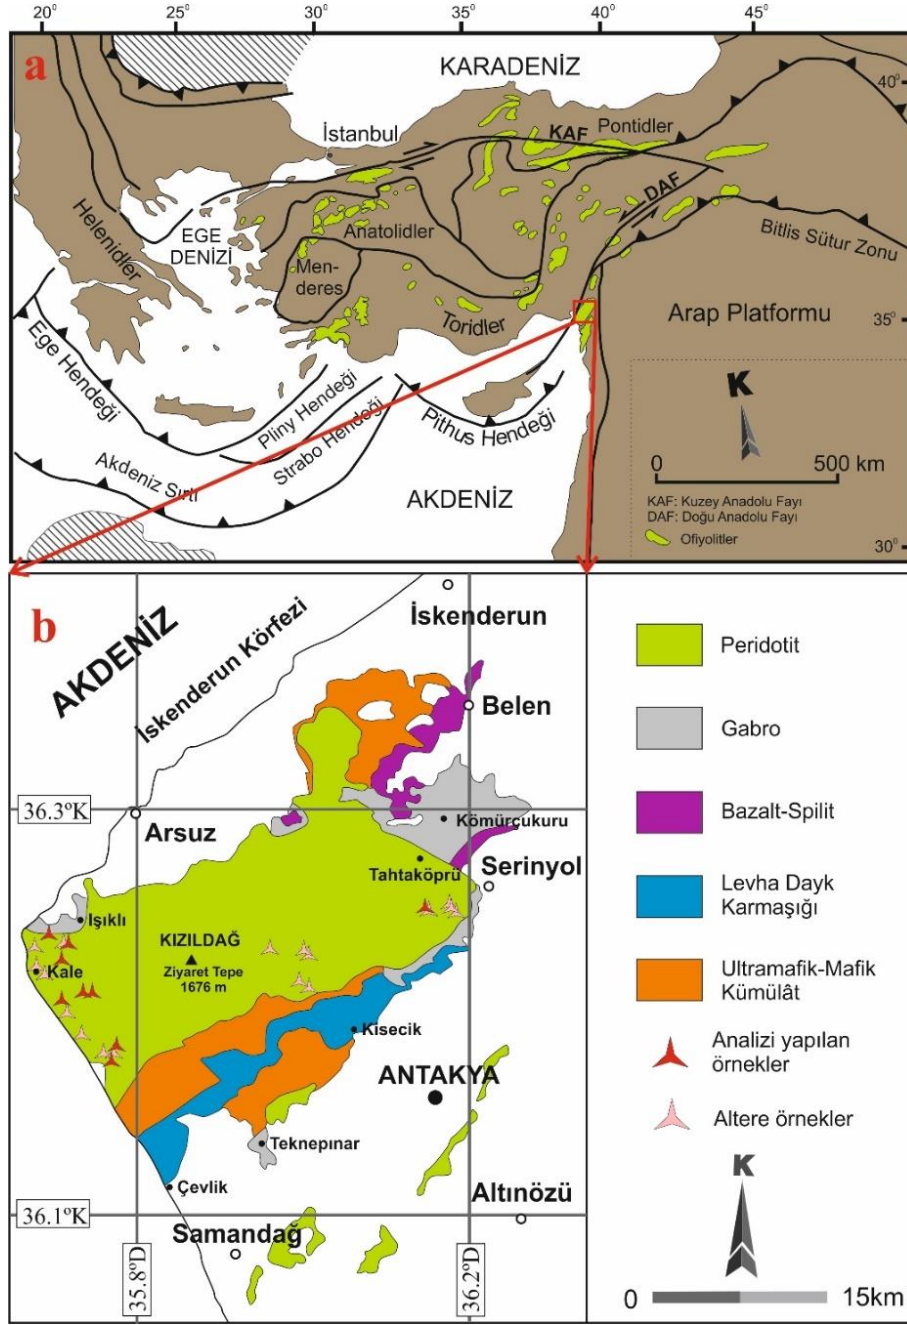 20° 25° 30° 35° 40° 45°
a
KARADENİZ
40°
İstanbul
KAF
Pontidler
DAF
Helenidler
EGE
DENİZİ
Anatolidler
Men-
deres
Bitlis Sütur Zonu
Toridler
Arap Platformu
35°
Ege Hendeği
Pliny Hendeği
Strabo Hendeği
Pithus Hendeği
Akdeniz Sırtı
AKDENİZ
K
0 500 km
KAF: Kuzey Anadolu Fayı
DAF: Doğu Anadolu Fayı
Ofiyolitler
30°
b
AKDENİZ
İskenderun Körfezi
İskenderun
Belen
36.3°K
Arsuz
Kömürçukuru
Tahtaköprü
Serinyol
Işıklı
KIZILDAĞ
Ziyaret Tepe
1676 m
Kale
Kisecik
ANTAKYA
Teknepınar
Çevlik
Altınözü
36.1°K
Samandağ
35.8°D
36.2°D
Peridotit
Gabro
Bazalt-Spilit
Levha Dayk
Karmaşığı
Ultramafik-Mafik
Kümülât
Analizi yapılan
örnekler
Altere örnekler
K
0 15km